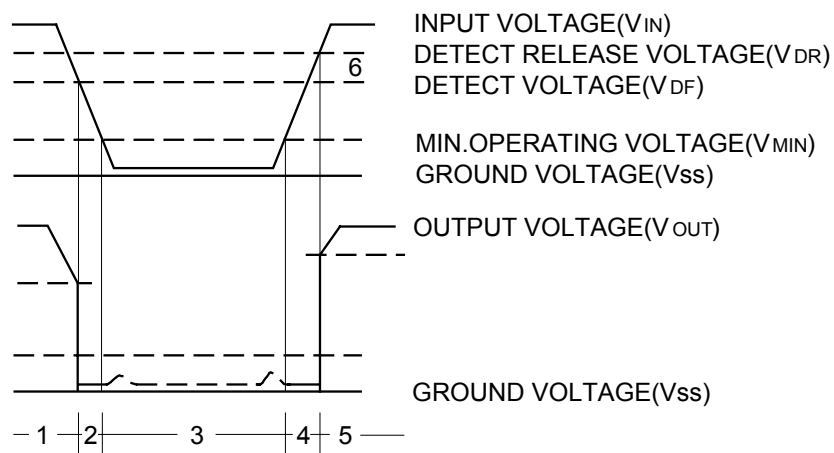 INPUT VOLTAGE(VIN)
DETECT RELEASE VOLTAGE(VDR)
6
DETECT VOLTAGE(VDF)
MIN.OPERATING VOLTAGE(VMIN)
GROUND VOLTAGE(Vss)
OUTPUT VOLTAGE(VOUT)
GROUND VOLTAGE(Vss)
1 2 3 4 5